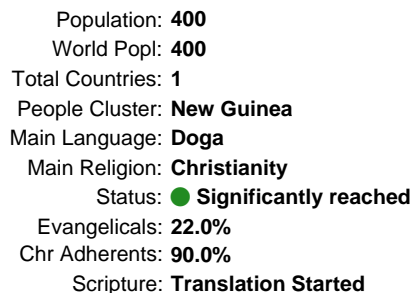 Population: 400
World Popl: 400
Total Countries: 1
People Cluster: New Guinea
Main Language: Doga
Main Religion: Christianity
Status: Significantly reached
Evangelicals: 22.0%
Chr Adherents: 90.0%
Scripture: Translation Started